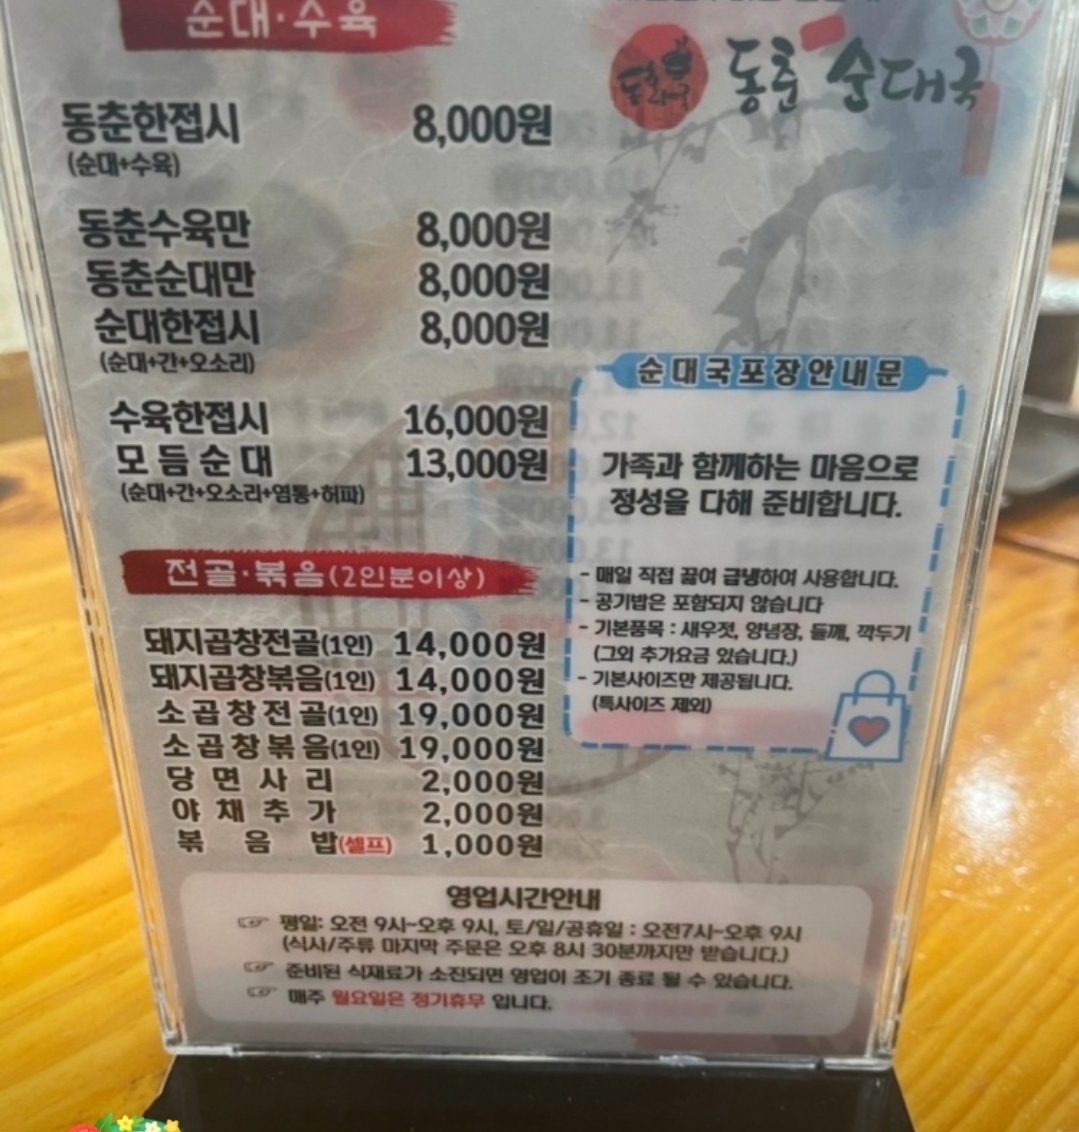 순대·수육
동춘 순대국
동춘한접시 8,000원
(순대+수육)
동춘수육만 8,000원
동춘순대만 8,000원
순대한접시 8,000원
(순대+간+오소리)
수육한접시 16,000원
모듬순대 13,000원
(순대+간+오소리+염통+허파)
전골·볶음(2인분이상)
돼지곱창전골(1인) 14,000원
돼지곱창볶음(1인) 14,000원
소곱창전골(1인) 19,000원
소곱창볶음(1인) 19,000원
당면사리 2,000원
야채추가 2,000원
볶음밥(셀프) 1,000원
순대국포장안내문
가족과 함께하는 마음으로
정성을 다해 준비합니다.
- 매일 직접 끓여 급냉하여 사용합니다.
- 공기밥은 포함되지 않습니다
- 기본품목 : 새우젓, 양념장, 들깨, 깍두기
(그외 추가요금 있습니다.)
- 기본사이즈만 제공됩니다.
(특사이즈 제외)
영업시간안내
☞ 평일: 오전 9시~오후 9시, 토/일/공휴일 : 오전7시~오후 9시
(식사/주류 마지막 주문은 오후 8시 30분까지만 받습니다.)
☞ 준비된 식재료가 소진되면 영업이 조기 종료 될 수 있습니다.
☞ 매주 월요일은 정기휴무 입니다.